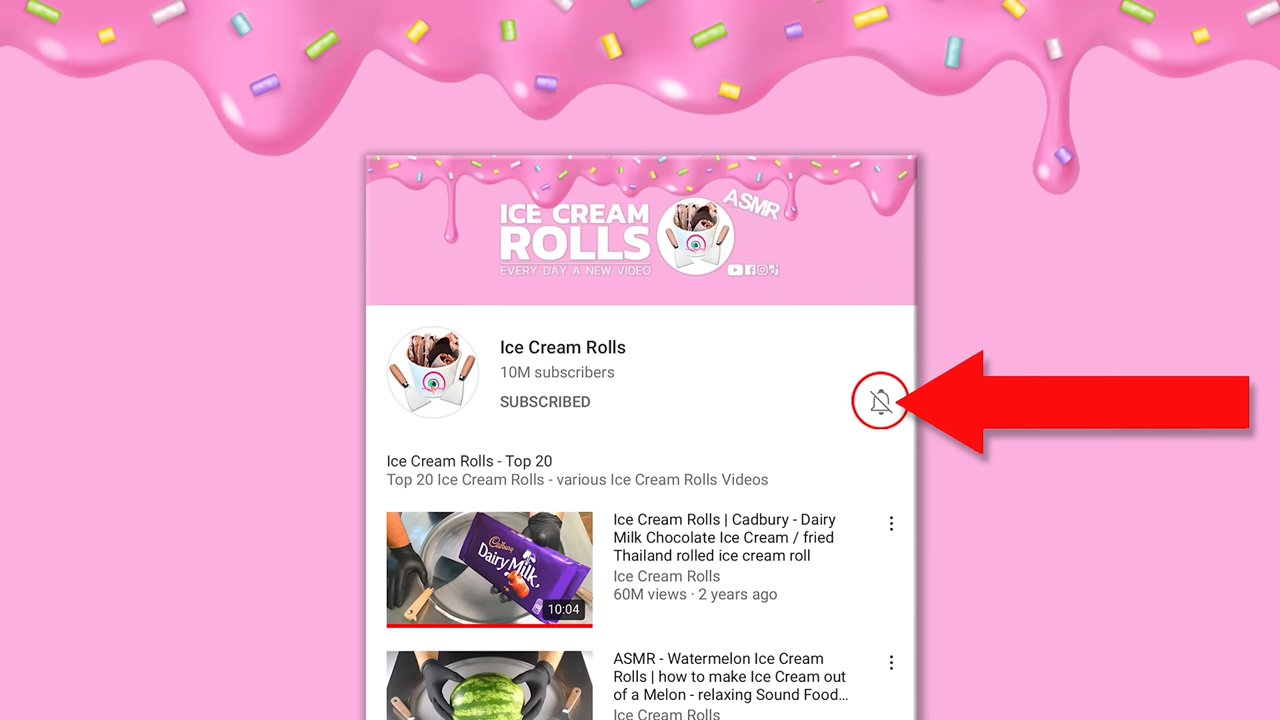 ICE CREAM
ROLLS
EVERY DAY A NEW VIDEO
ASMR
Ice Cream Rolls
10M subscribers
SUBSCRIBED
Ice Cream Rolls - Top 20
Top 20 Ice Cream Rolls - various Ice Cream Rolls Videos
Cadbury
Dairy Milk
10:04
Ice Cream Rolls | Cadbury - Dairy
Milk Chocolate Ice Cream / fried
Thailand rolled ice cream roll
Ice Cream Rolls
60M views · 2 years ago
ASMR - Watermelon Ice Cream
Rolls | how to make Ice Cream out
of a Melon - relaxing Sound Food…
Ice Cream Rolls